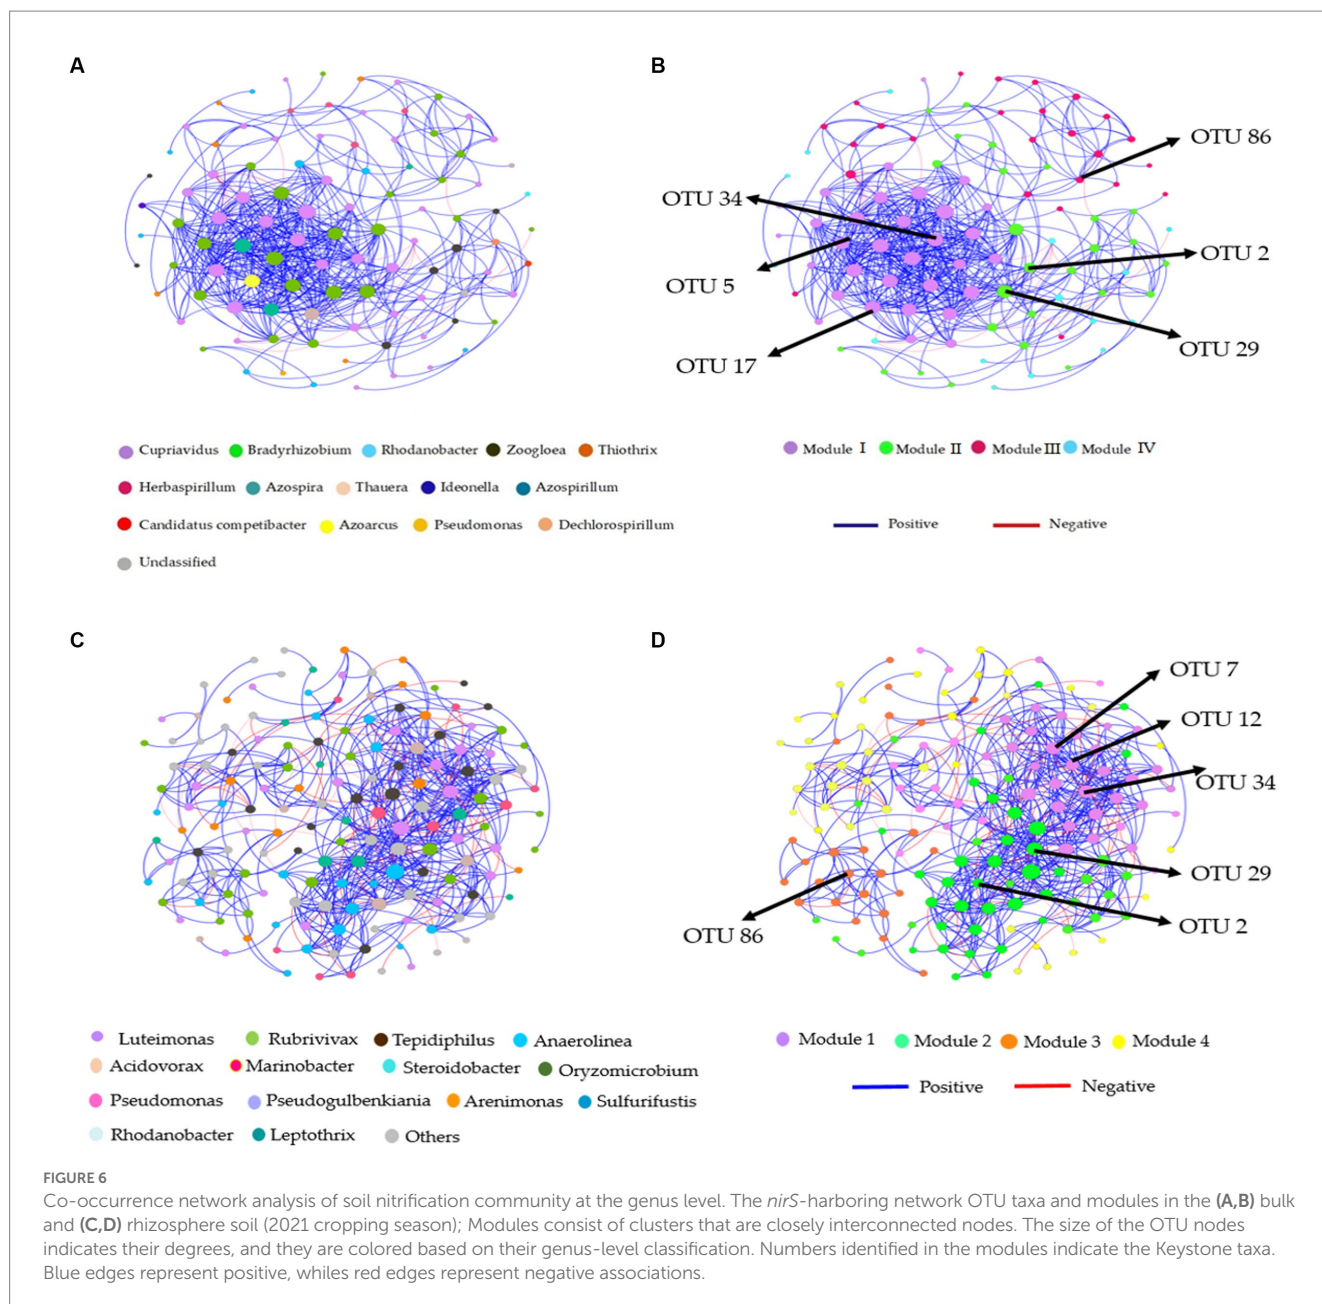 A
B
OTU 86
OTU 34
OTU 2
OTU 5
OTU 29
OTU 17
Cupriavidus Bradyrhizobium Rhodanobacter Zoogloea Thiothrix
Module I Module II Module III Module IV
Herbaspirillum Azospira Thauera Ideonella Azospirillum
Candidatus competibacter Azoarcus Pseudomonas Dechlorospirillum
Positive Negative
Unclassified
C
D
OTU 7
OTU 12
OTU 34
OTU 29
OTU 2
OTU 86
Luteimonas Rubrivivax Tepidiphilus Anaerolinea
Module 1 Module 2 Module 3 Module 4
Acidovorax Marinobacter Steroidobacter Oryzomicrobium
Positive Negative
Pseudomonas Pseudogulbenkiania Arenimonas Sulfurifustis
Rhodanobacter Leptothrix Others
FIGURE 6
Co-occurrence network analysis of soil nitrification community at the genus level. The nirS-harboring network OTU taxa and modules in the (A,B) bulk
and (C,D) rhizosphere soil (2021 cropping season); Modules consist of clusters that are closely interconnected nodes. The size of the OTU nodes
indicates their degrees, and they are colored based on their genus-level classification. Numbers identified in the modules indicate the Keystone taxa.
Blue edges represent positive, whiles red edges represent negative associations.